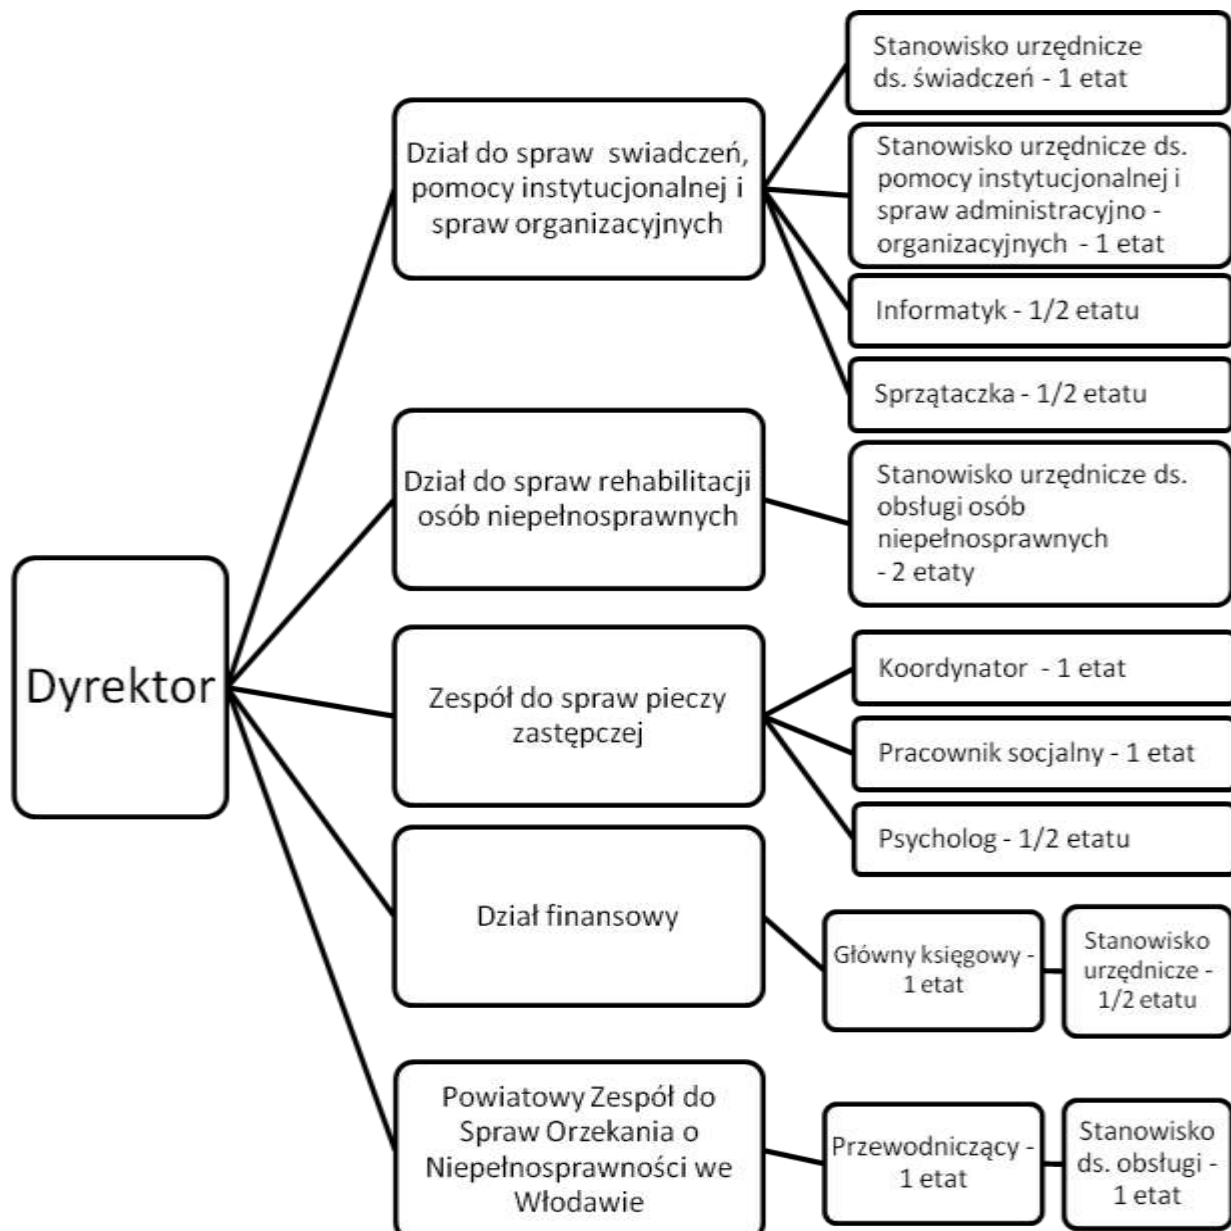 Dyrektor
Dział do spraw swiadczeń,
pomocy instytucjonalnej i
spraw organizacyjnych
Stanowisko urzędnicze
ds. świadczeń - 1 etat
Stanowisko urzędnicze ds.
pomocy instytucjonalnej i
spraw administracyjno -
organizacyjnych - 1 etat
Informatyk - 1/2 etatu
Sprzątaczka - 1/2 etatu
Dział do spraw rehabilitacji
osób niepełnosprawnych
Stanowisko urzędnicze ds.
obsługi osób
niepełnosprawnych
- 2 etaty
Zespół do spraw pieczy
zastępczej
Koordynator - 1 etat
Pracownik socjalny - 1 etat
Psycholog - 1/2 etatu
Dział finansowy
Główny księgowy -
1 etat
Stanowisko
urzędnicze -
1/2 etatu
Powiatowy Zespół do
Spraw Orzekania o
Niepełnosprawności we
Włodawie
Przewodniczący -
1 etat
Stanowisko
ds. obsługi -
1 etat